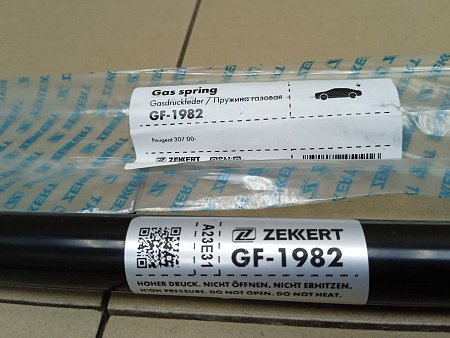 Gas spring
Gasdruckfeder / Пружина газовая
GF-1982
Peugeot 307 00-
ZEKKERT
ZEKKERT
A23E31
GF-1982
HOHER DRUCK. NICHT ÖFFNEN. NICHT ERHITZEN.
HIGH PRESSURE. DO NOT OPEN. DO NOT HEAT.